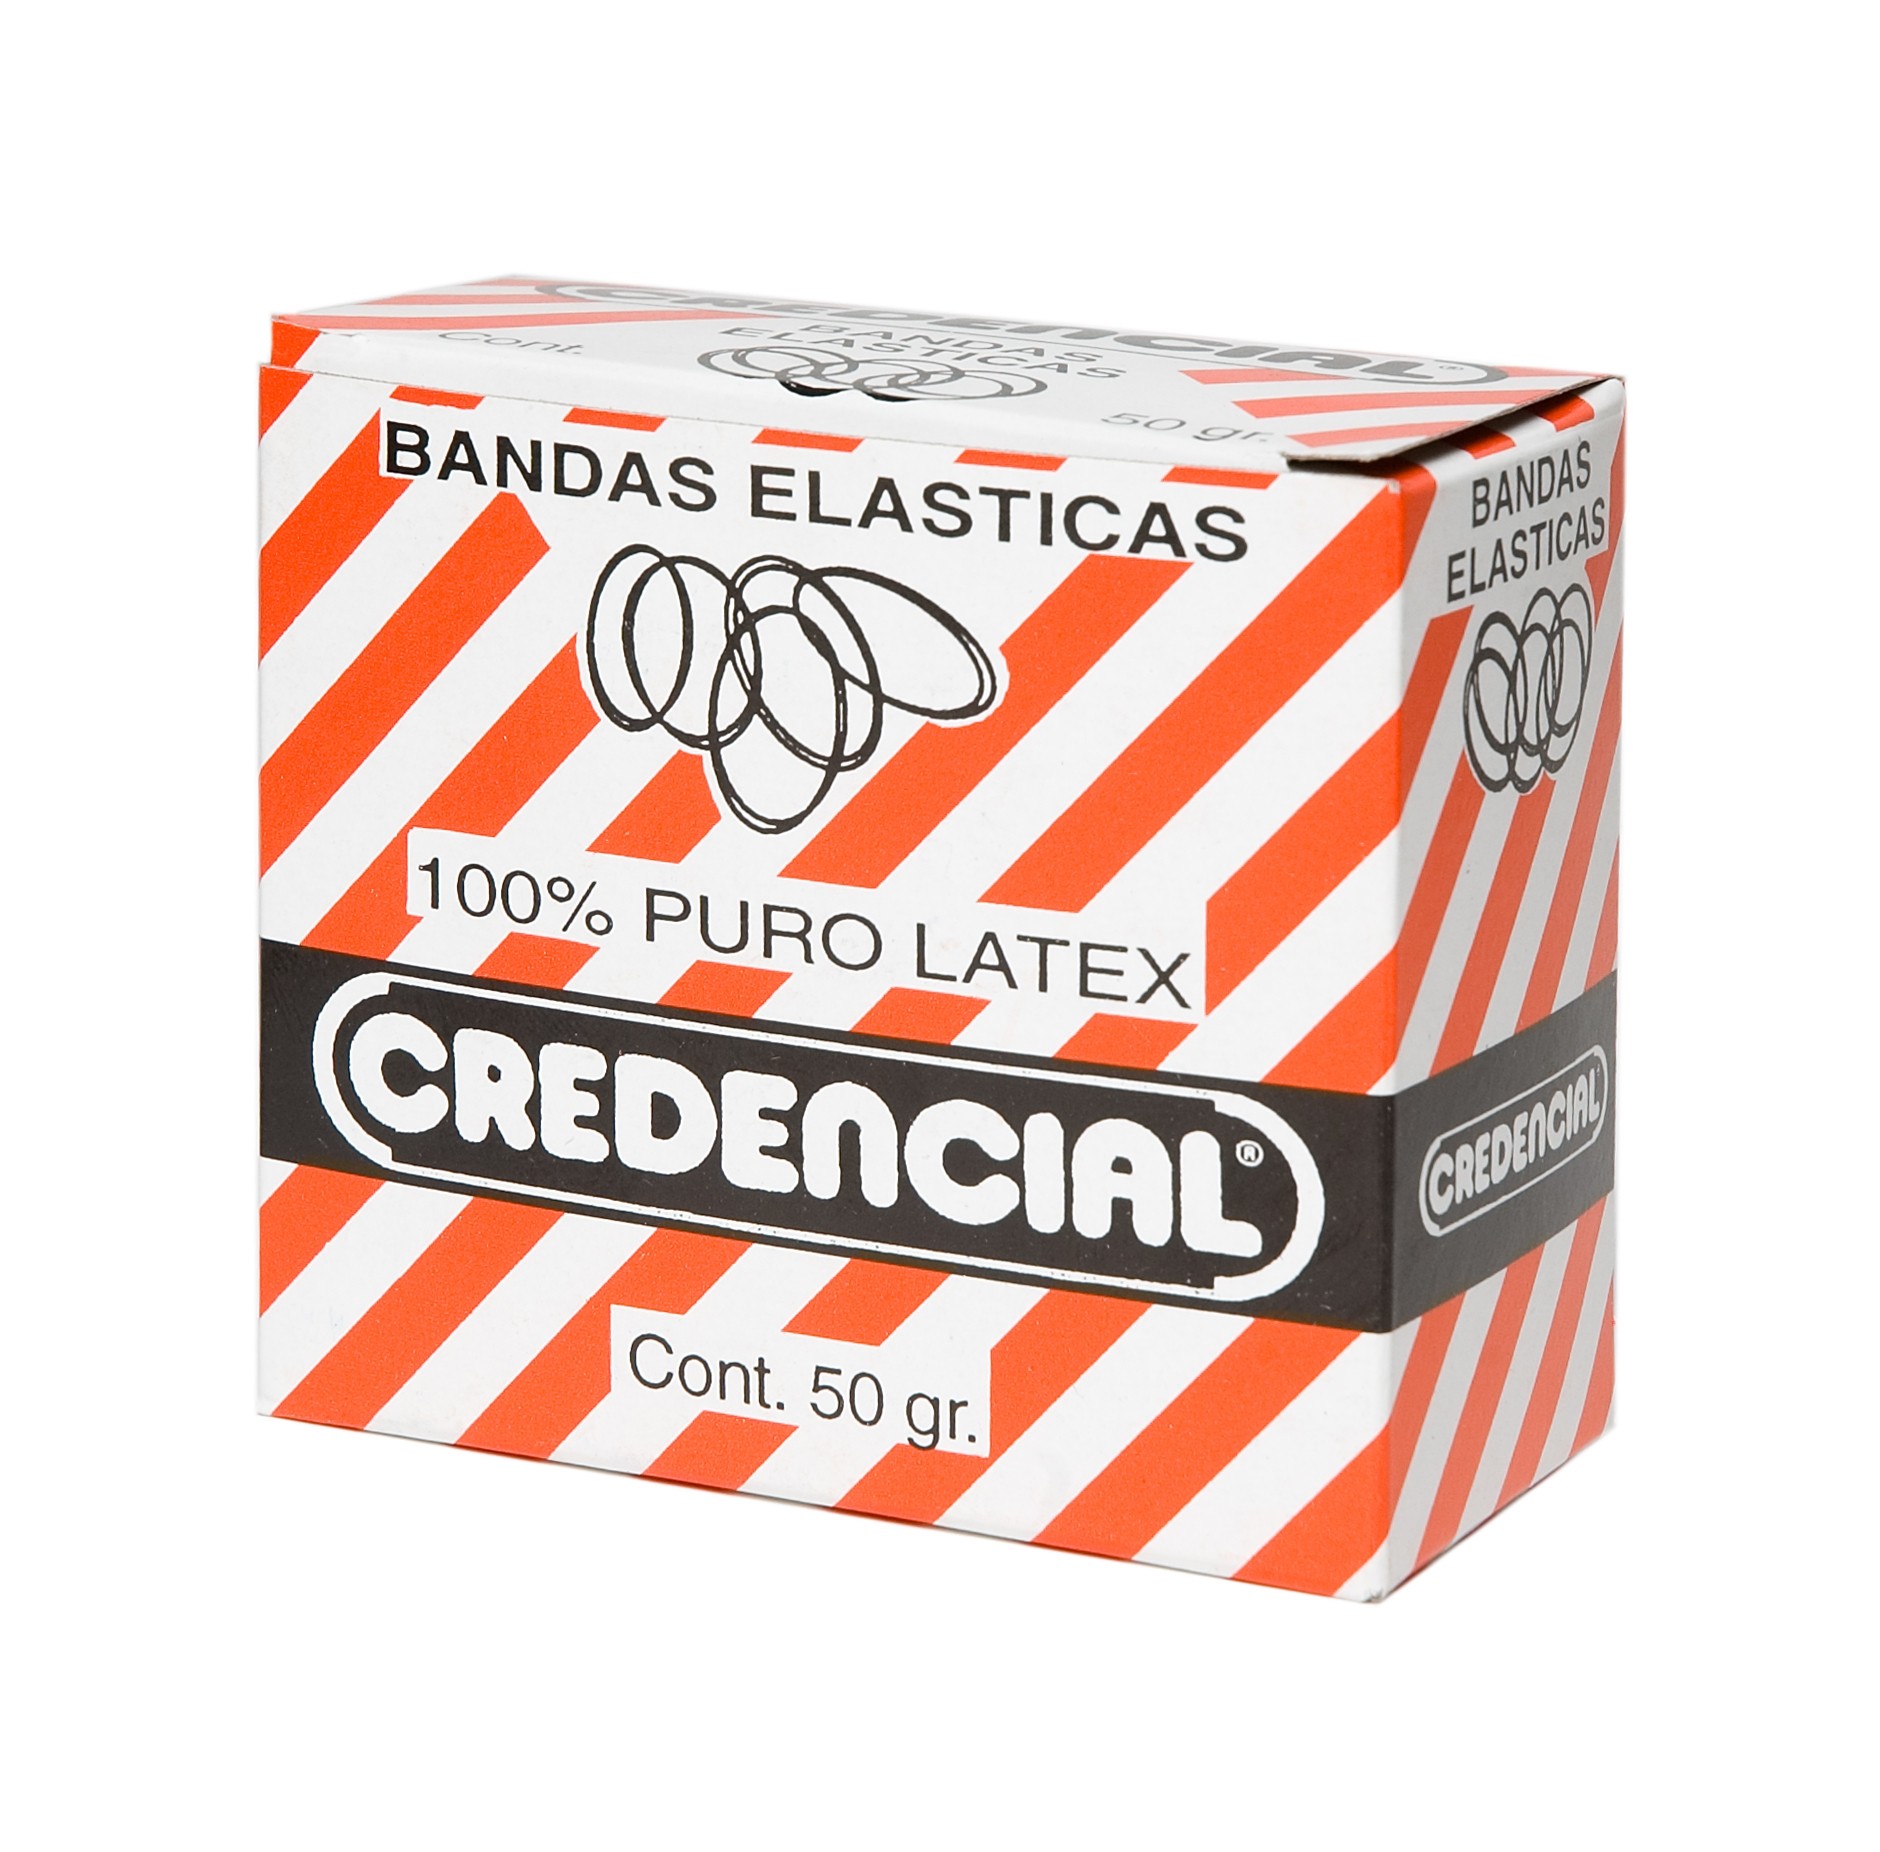 CREDENCIAL®
BANDAS
ELASTICAS
Cont.
50 gr.
BANDAS ELASTICAS
100% PURO LATEX
CREDENCIAL®
Cont. 50 gr.
BANDAS
ELASTICAS
CREDENCIAL